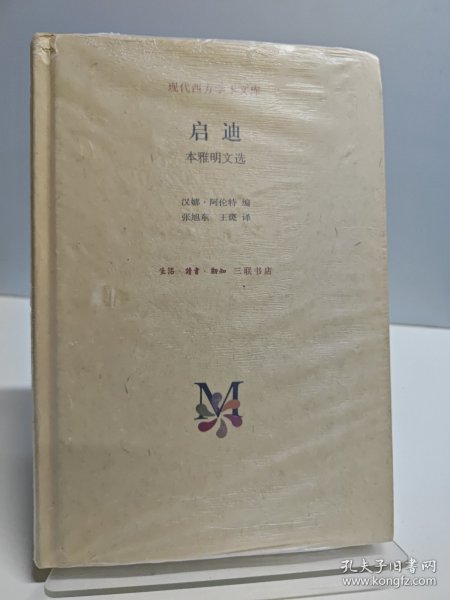 现代西方学术文库
启迪
本雅明文选
汉娜·阿伦特 编
张旭东 王斑 译
生活·讀書·新知 三联书店
M
孔夫子旧书网
www.kongfz.com